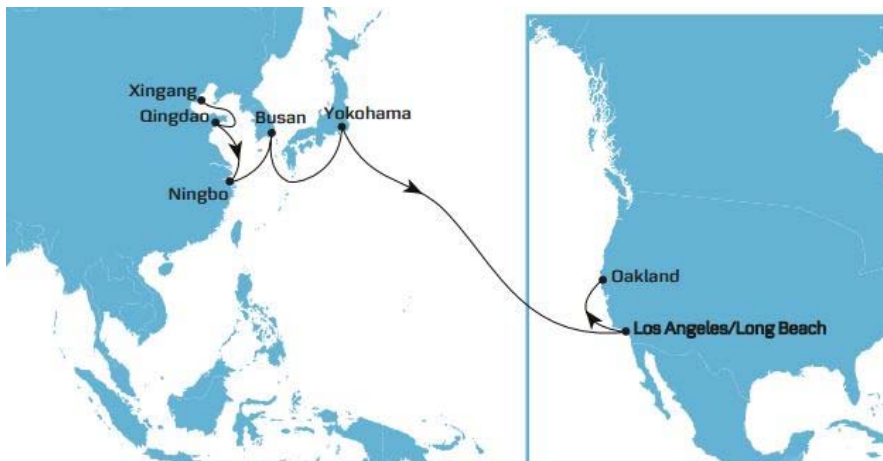 Xingang
Qingdao
Busan
Yokohama
Ningbo
Oakland
Los Angeles/Long Beach